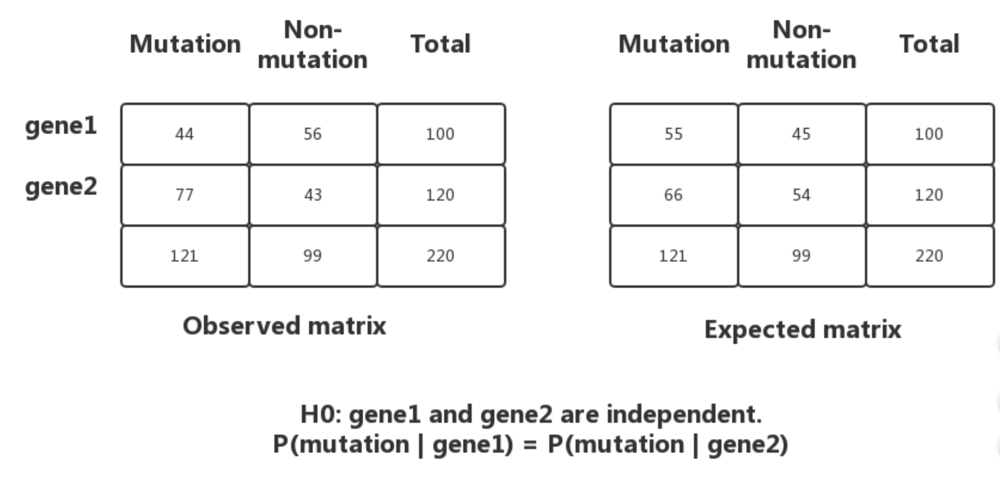 Mutation Non-mutation Total Mutation Non-mutation Total
gene1 44 56 100 55 45 100
gene2 77 43 120 66 54 120
121 99 220 121 99 220
Observed matrix Expected matrix
H0: gene1 and gene2 are independent.
P(mutation | gene1) = P(mutation | gene2)